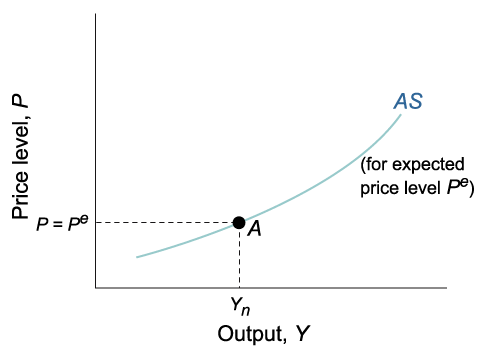 Price level, P
AS
(for expected
price level Pᵉ)
P = Pᵉ
A
Yₙ
Output, Y